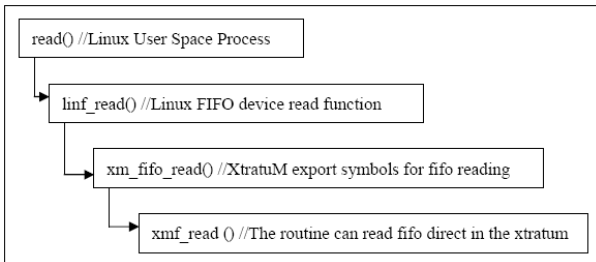 read() //Linux User Space Process
linf_read() //Linux FIFO device read function
xm_fifo_read() //XtratuM export symbols for fifo reading
xmf_read () //The routine can read fifo direct in the xtratum